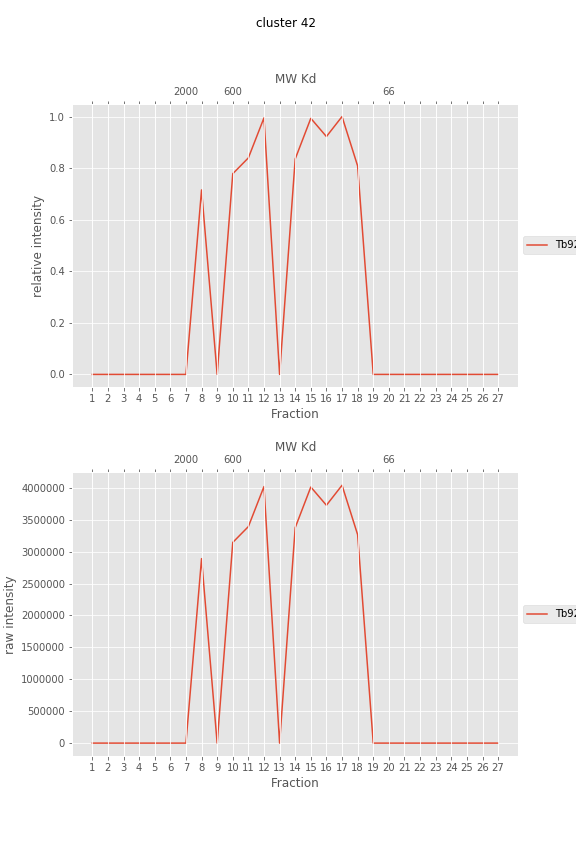 cluster 42
MW Kd
2000 600 66
1.0
0.8
0.6
0.4
0.2
0.0
relative intensity
Tb92
1 2 3 4 5 6 7 8 9 10 11 12 13 14 15 16 17 18 19 20 21 22 23 24 25 26 27
Fraction
MW Kd
2000 600 66
4000000
3500000
3000000
2500000
2000000
1500000
1000000
500000
0
raw intensity
Tb92
1 2 3 4 5 6 7 8 9 10 11 12 13 14 15 16 17 18 19 20 21 22 23 24 25 26 27
Fraction